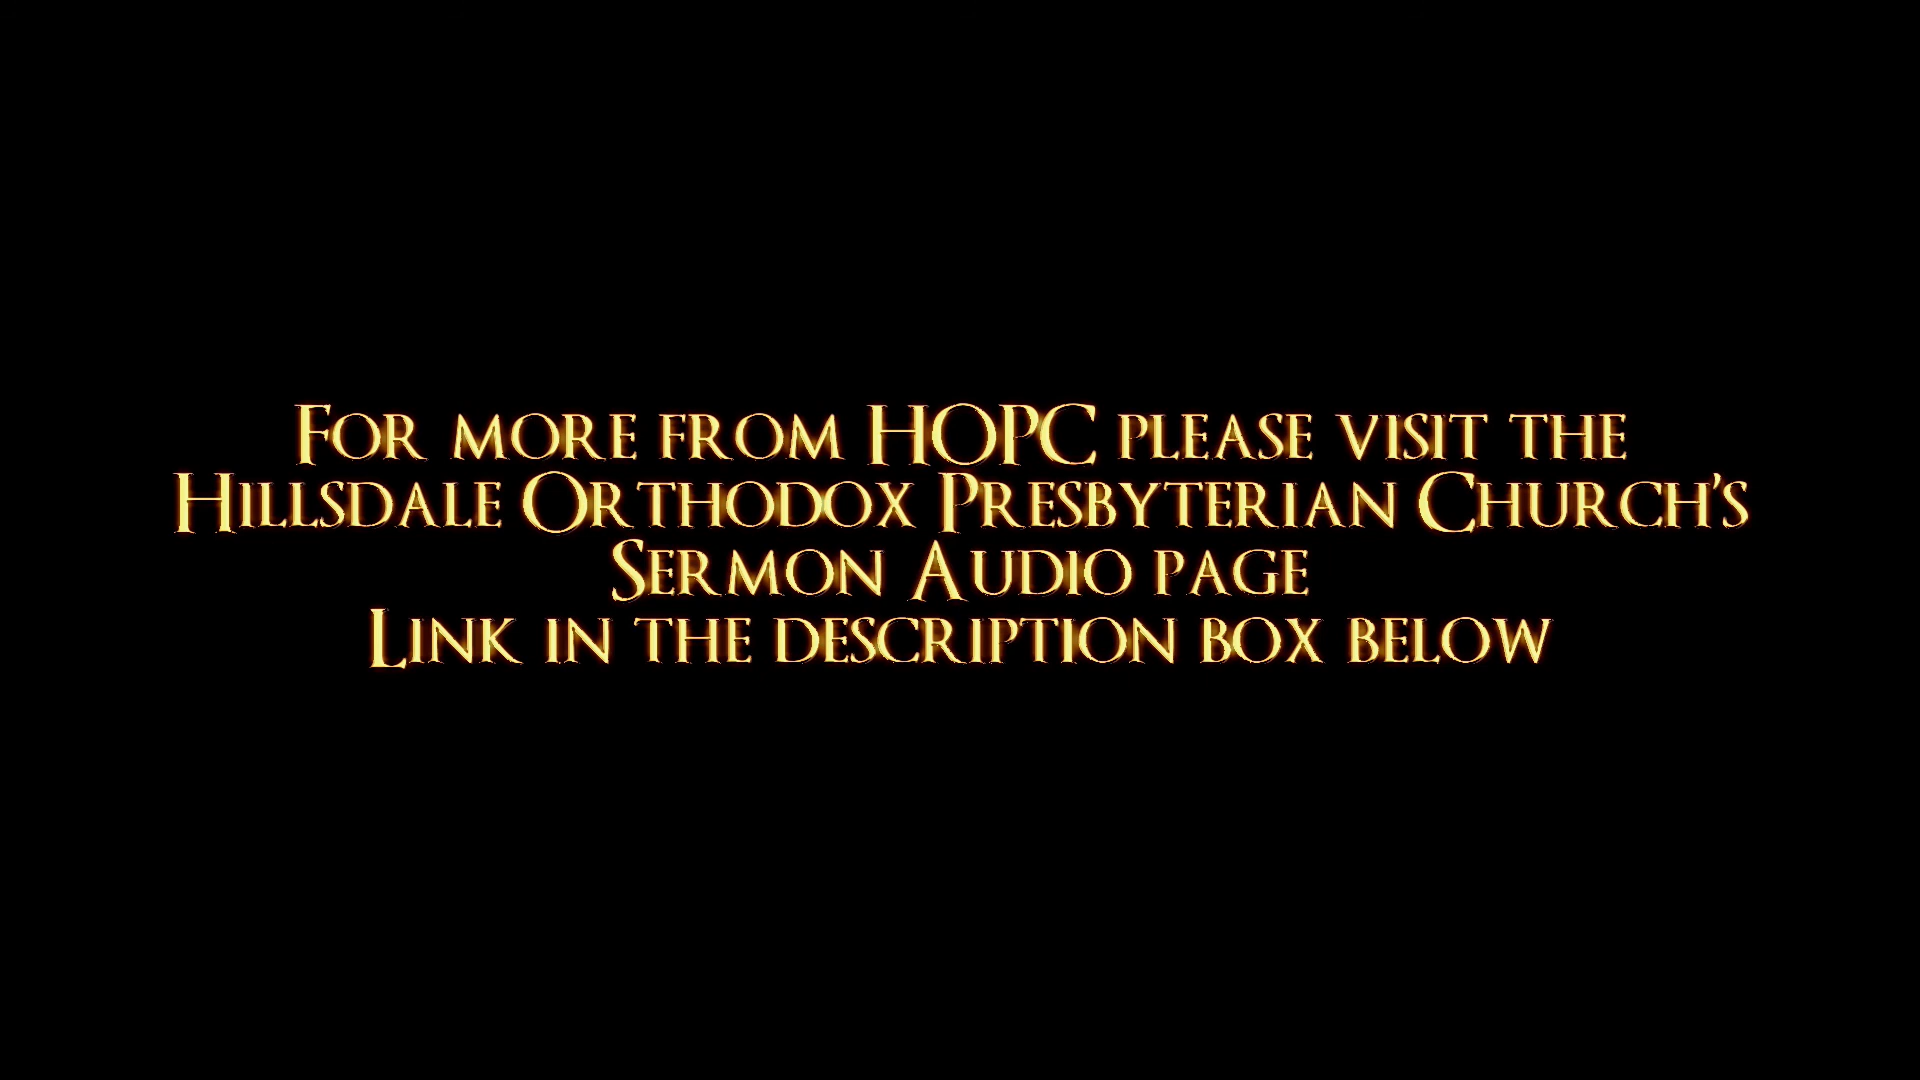 For more from HOPC please visit the
Hillsdale Orthodox Presbyterian Church's
Sermon Audio page
Link in the description box below